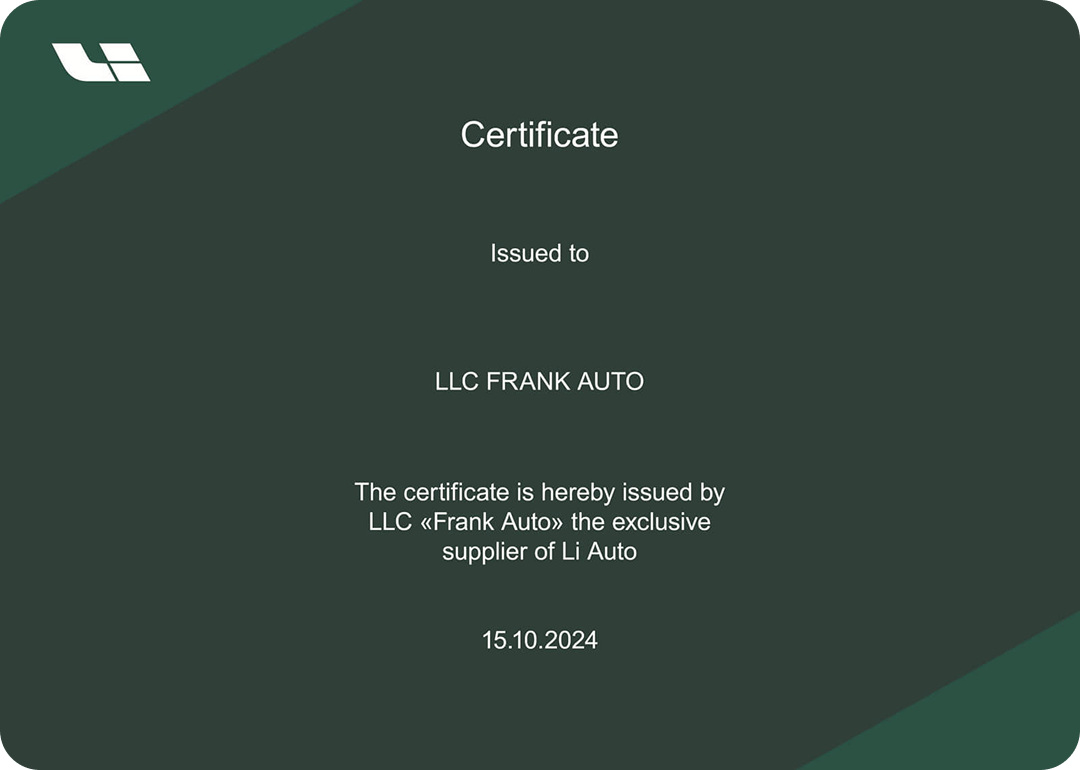 Certificate
Issued to
LLC FRANK AUTO
The certificate is hereby issued by
LLC «Frank Auto» the exclusive
supplier of Li Auto
15.10.2024